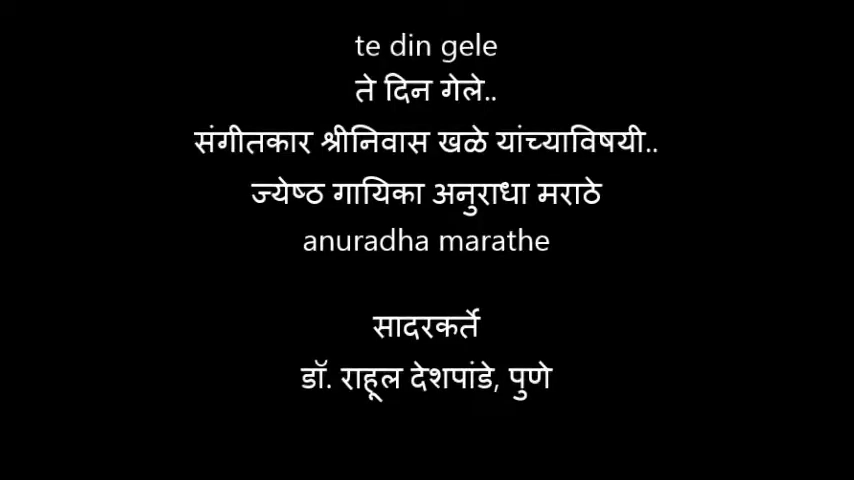 te din gele
ते दिन गेले..
संगीतकार श्रीनिवास खळे यांच्याविषयी..
ज्येष्ठ गायिका अनुराधा मराठे
anuradha marathe
सादरकर्ते
डॉ. राहूल देशपांडे, पुणे